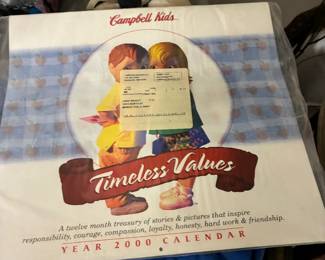 Campbell Kids
Timeless Values
A twelve month treasury of stories & pictures that inspire
responsibility, courage, compassion, loyalty, honesty, hard work & friendship.
YEAR 2000 CALENDAR